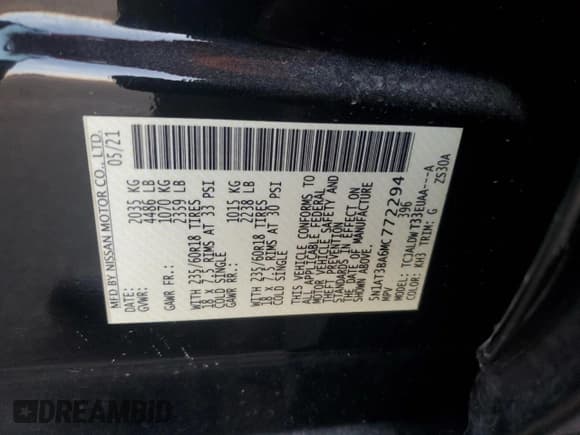 MFD BY NISSAN MOTOR CO., LTD.
DATE: 05/21
GVWR: 2035 KG
4486 LB
GAWR FR.: 1070 KG
2359 LB
WITH 235/60R18 TIRES
18 X 7.5 RIMS AT 33 PSI
COLD SINGLE
GAWR RR.: 1015 KG
2238 LB
WITH 235/60R18 TIRES
18 X 7.5 RIMS AT 30 PSI
COLD SINGLE
THIS VEHICLE CONFORMS TO
ALL APPLICABLE FEDERAL
MOTOR VEHICLE SAFETY AND
THEFT PREVENTION
STANDARDS IN EFFECT ON
THE DATE OF MANUFACTURE
SHOWN ABOVE.
5N1AT3BA6MC772294
MPV 396
MODEL: TCJALDWT33EUAA---A
COLOR: KH3 TRIM: G ZS30A
DREAMBID